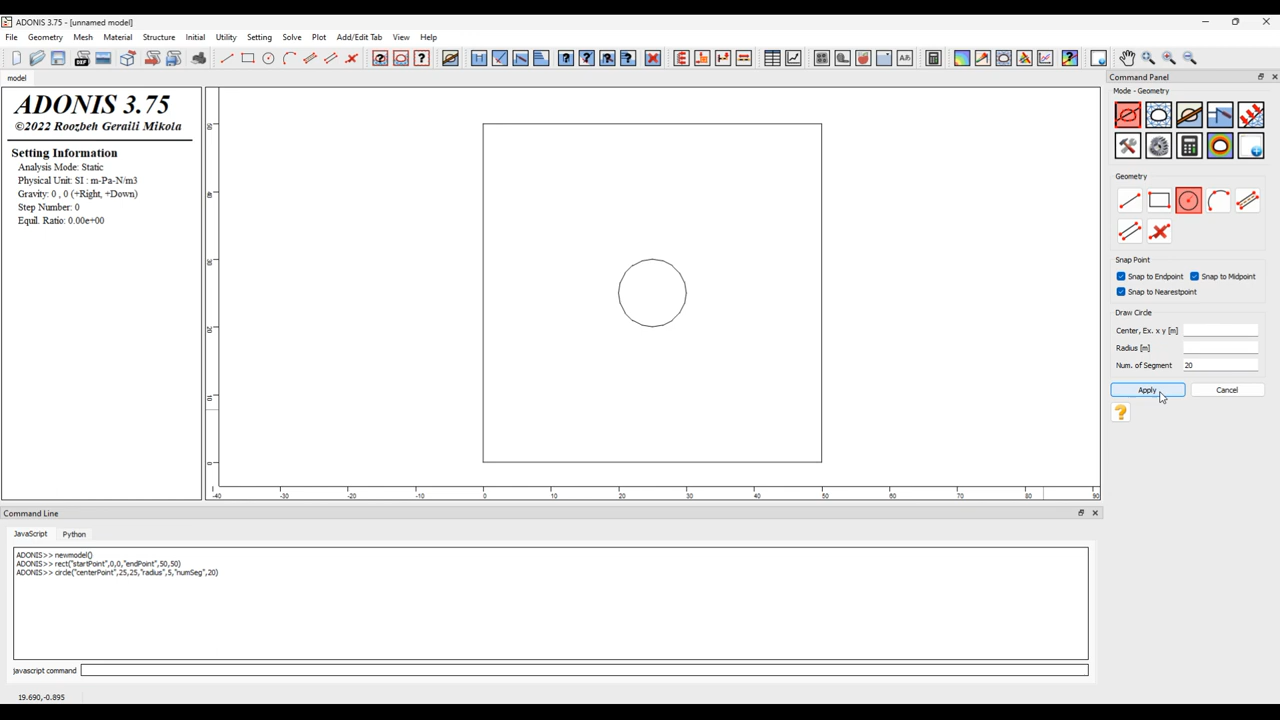 ADONIS 3.75 - [unnamed model]
File Geometry Mesh Material Structure Initial Utility Setting Solve Plot Add/Edit Tab View Help
model
ADONIS 3.75
©2022 Roozbeh Geraili Mikola
Setting Information
Analysis Mode: Static
Physical Unit: SI : m-Pa-N/m3
Gravity: 0 , 0 (+Right, +Down)
Step Number: 0
Equil. Ratio: 0.00e+00
50
40
30
20
10
0
-40 -30 -20 -10 0 10 20 30 40 50 60 70 80 90
Command Panel
Mode - Geometry
Geometry
Snap Point
Snap to Endpoint Snap to Midpoint
Snap to Nearestpoint
Draw Circle
Center, Ex. x y [m]
Radius [m]
Num. of Segment 20
Apply Cancel
Command Line
JavaScript Python
ADONIS>> newmodel()
ADONIS>> rect("startPoint",0,0,"endPoint",50,50)
ADONIS>> circle("centerPoint",25,25,"radius",5,"numSeg",20)
javascript command
19.690,-0.895